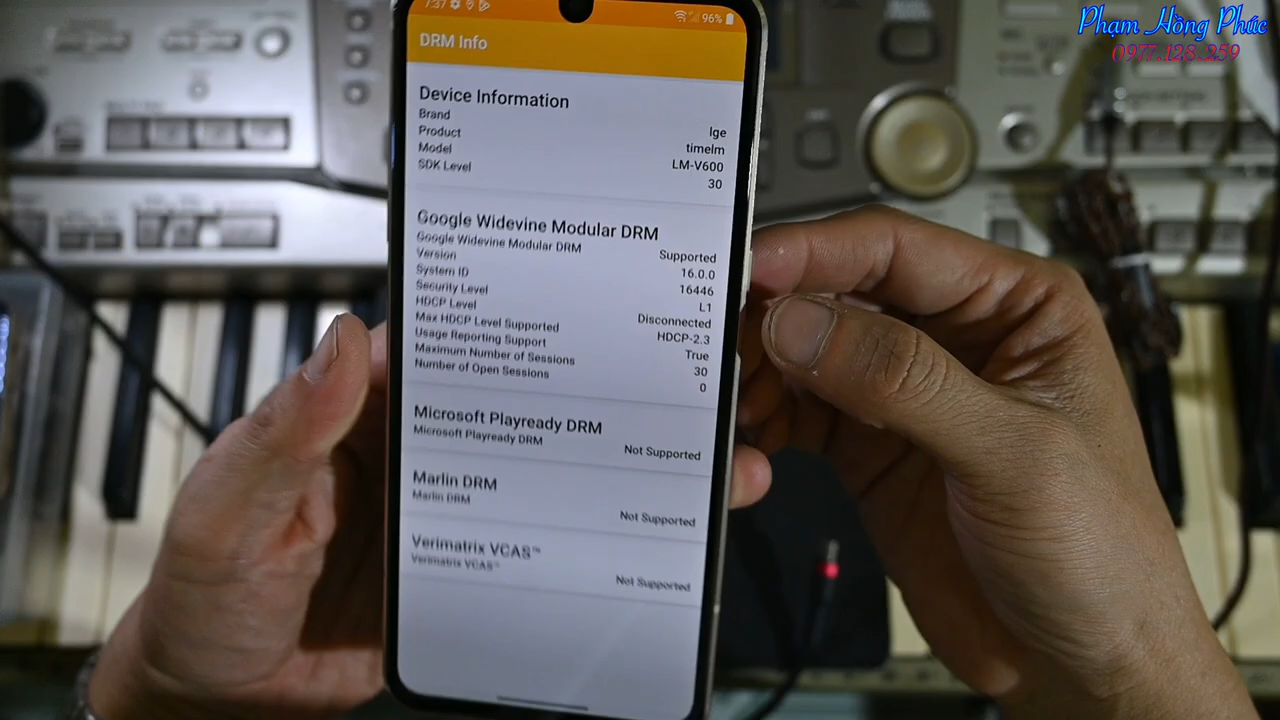 Phạm Hồng Phúc
0977.128.259
7:37 96%
DRM Info
Device Information
Brand lge
Product timelm
Model LM-V600
SDK Level 30
Google Widevine Modular DRM
Google Widevine Modular DRM Supported
Version 16.0.0
System ID 16446
Security Level L1
HDCP Level Disconnected
Max HDCP Level Supported HDCP-2.3
Usage Reporting Support True
Maximum Number of Sessions 30
Number of Open Sessions 0
Microsoft Playready DRM
Microsoft Playready DRM Not Supported
Marlin DRM
Marlin DRM Not Supported
Verimatrix VCAS™
Verimatrix VCAS™ Not Supported